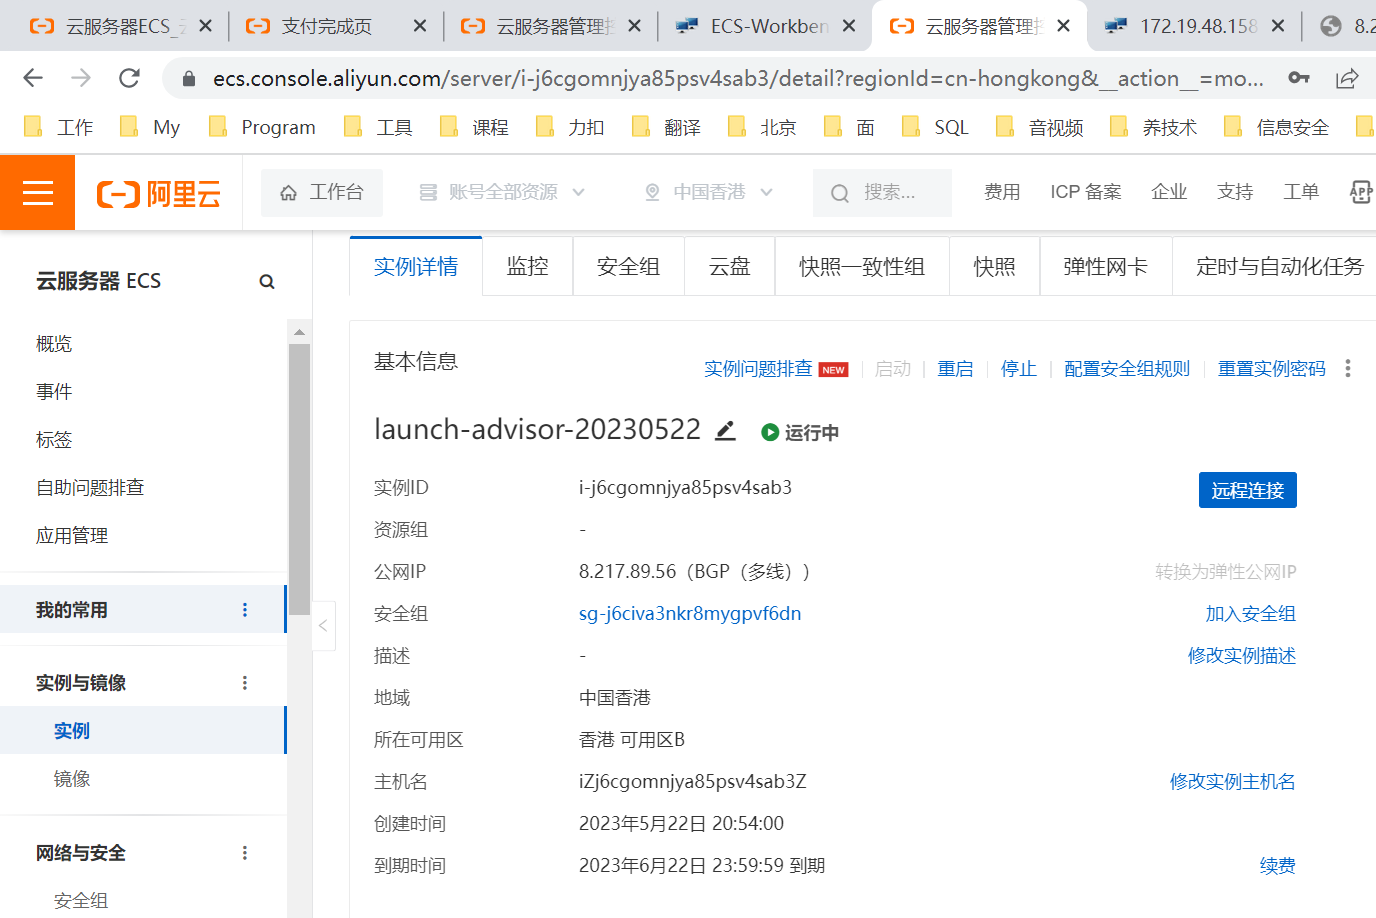 云服务器ECS_
支付完成页
云服务器管理控
ECS-Workben
云服务器管理控
172.19.48.158
8.2
ecs.console.aliyun.com/server/i-j6cgomnjya85psv4sab3/detail?regionId=cn-hongkong&__action__=mo...
工作
My
Program
工具
课程
力扣
翻译
北京
面
SQL
音视频
养技术
信息安全
阿里云
工作台
账号全部资源
中国香港
搜索...
费用
ICP 备案
企业
支持
工单
APP
云服务器 ECS
概览
事件
标签
自助问题排查
应用管理
我的常用
实例与镜像
实例
镜像
网络与安全
安全组
实例详情
监控
安全组
云盘
快照一致性组
快照
弹性网卡
定时与自动化任务
基本信息
实例问题排查 NEW
启动
重启
停止
配置安全组规则
重置实例密码
launch-advisor-20230522
运行中
实例ID
i-j6cgomnjya85psv4sab3
远程连接
资源组
-
公网IP
8.217.89.56（BGP（多线））
转换为弹性公网IP
安全组
sg-j6civa3nkr8mygpvf6dn
加入安全组
描述
-
修改实例描述
地域
中国香港
所在可用区
香港 可用区B
主机名
iZj6cgomnjya85psv4sab3Z
修改实例主机名
创建时间
2023年5月22日 20:54:00
到期时间
2023年6月22日 23:59:59 到期
续费